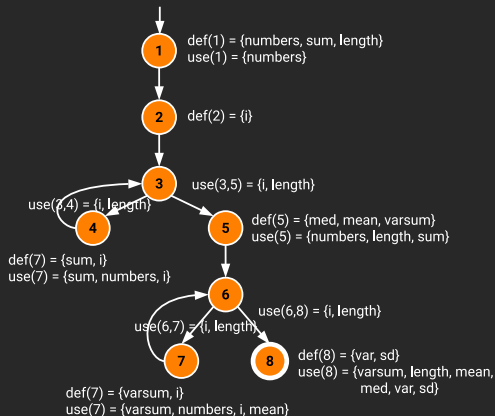 1
def(1) = {numbers, sum, length}
use(1) = {numbers}
2
def(2) = {i}
3
use(3,5) = {i, length}
use(3,4) = {i, length}
4
def(7) = {sum, i}
use(7) = {sum, numbers, i}
5
def(5) = {med, mean, varsum}
use(5) = {numbers, length, sum}
6
use(6,8) = {i, length}
use(6,7) = {i, length}
7
def(7) = {varsum, i}
use(7) = {varsum, numbers, i, mean}
8
def(8) = {var, sd}
use(8) = {varsum, length, mean,
med, var, sd}